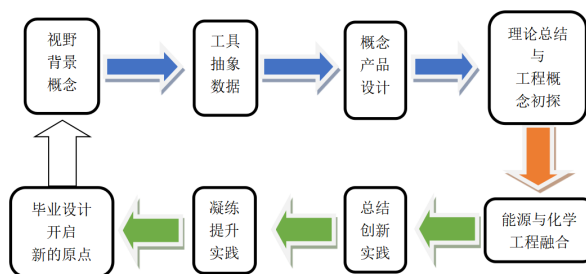 视野
背景
概念
工具
抽象
数据
概念
产品
设计
理论总结
与
工程概
念初探
能源与化学
工程融合
总结
创新
实践
凝练
提升
实践
毕业设计
开启
新的原点